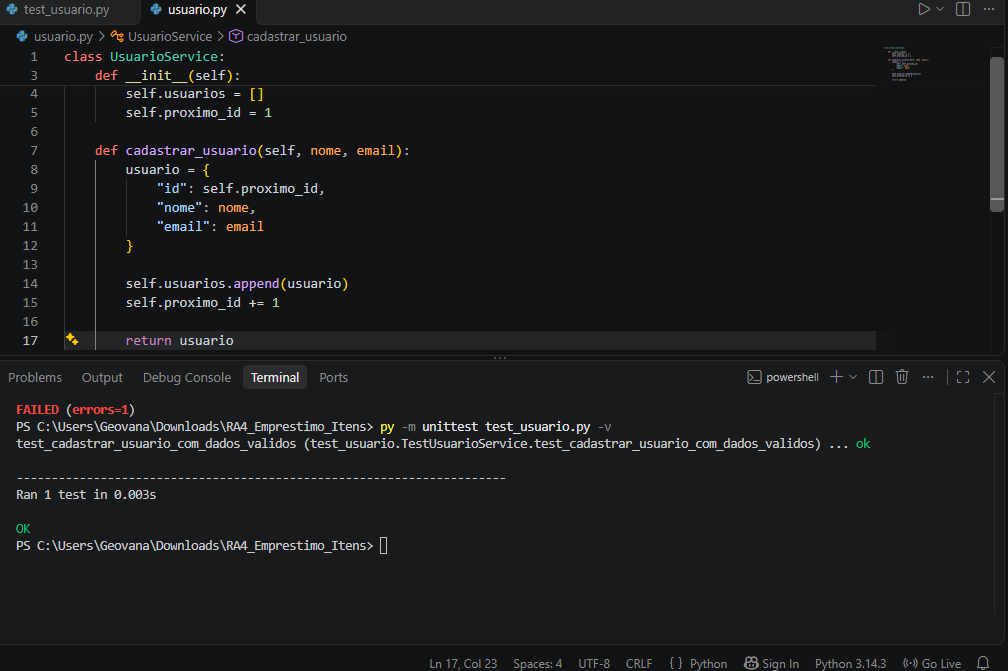 test_usuario.py usuario.py
usuario.py > UsuarioService > cadastrar_usuario
1 class UsuarioService:
3     def __init__(self):
4         self.usuarios = []
5         self.proximo_id = 1
6
7     def cadastrar_usuario(self, nome, email):
8         usuario = {
9             "id": self.proximo_id,
10             "nome": nome,
11             "email": email
12         }
13
14         self.usuarios.append(usuario)
15         self.proximo_id += 1
16
17         return usuario
Problems Output Debug Console Terminal Ports powershell
FAILED (errors=1)
PS C:\Users\Geovana\Downloads\RA4_Emprestimo_Itens> py -m unittest test_usuario.py -v
test_cadastrar_usuario_com_dados_validos (test_usuario.TestUsuarioService.test_cadastrar_usuario_com_dados_validos) ... ok
----------------------------------------------------------------------
Ran 1 test in 0.003s
OK
PS C:\Users\Geovana\Downloads\RA4_Emprestimo_Itens>
Ln 17, Col 23 Spaces: 4 UTF-8 CRLF { } Python Sign In Python 3.14.3 Go Live